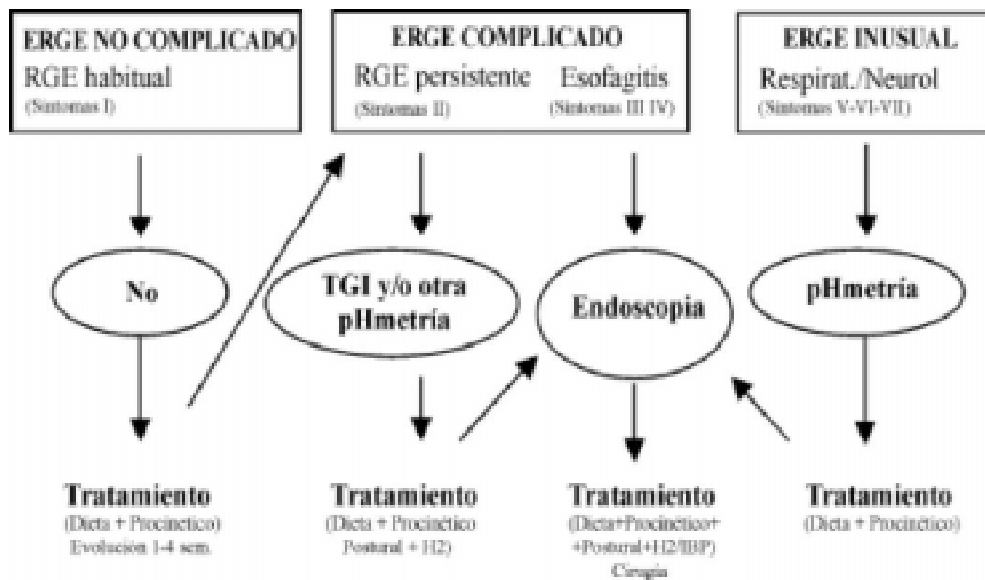 ERGE NO COMPLICADO
RGE habitual
(Síntomas I)
ERGE COMPLICADO
RGE persistente Esofagitis
(Síntomas II) (Síntomas III IV)
ERGE INUSUAL
Respirat./Neurol
(Síntomas V-VI-VII)
No
TGI y/o otra
pHmetría
Endoscopia
pHmetría
Tratamiento
(Dieta + Procinético)
Evolución 1-4 sem.
Tratamiento
(Dieta + Procinético
Postural + H2)
Tratamiento
(Dieta+Procinético+
+Postural+H2/IBP)
Cirugía
Tratamiento
(Dieta + Procinético)